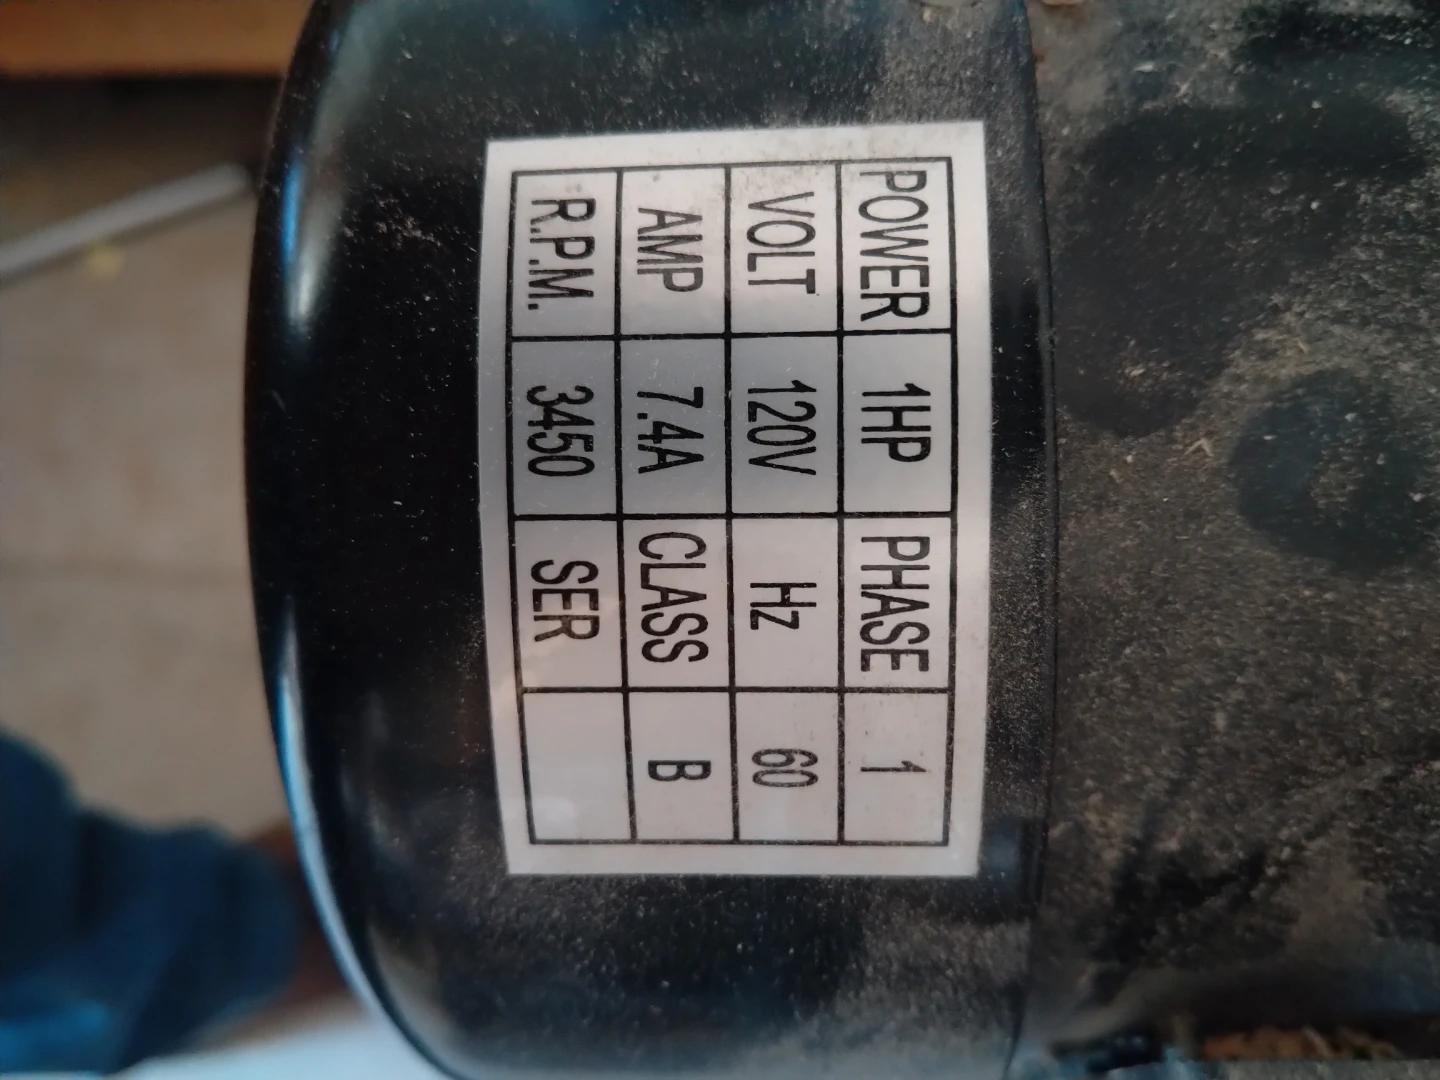 POWER 1HP PHASE 1
VOLT 120V Hz 60
AMP 7.4A CLASS B
R.P.M. 3450 SER